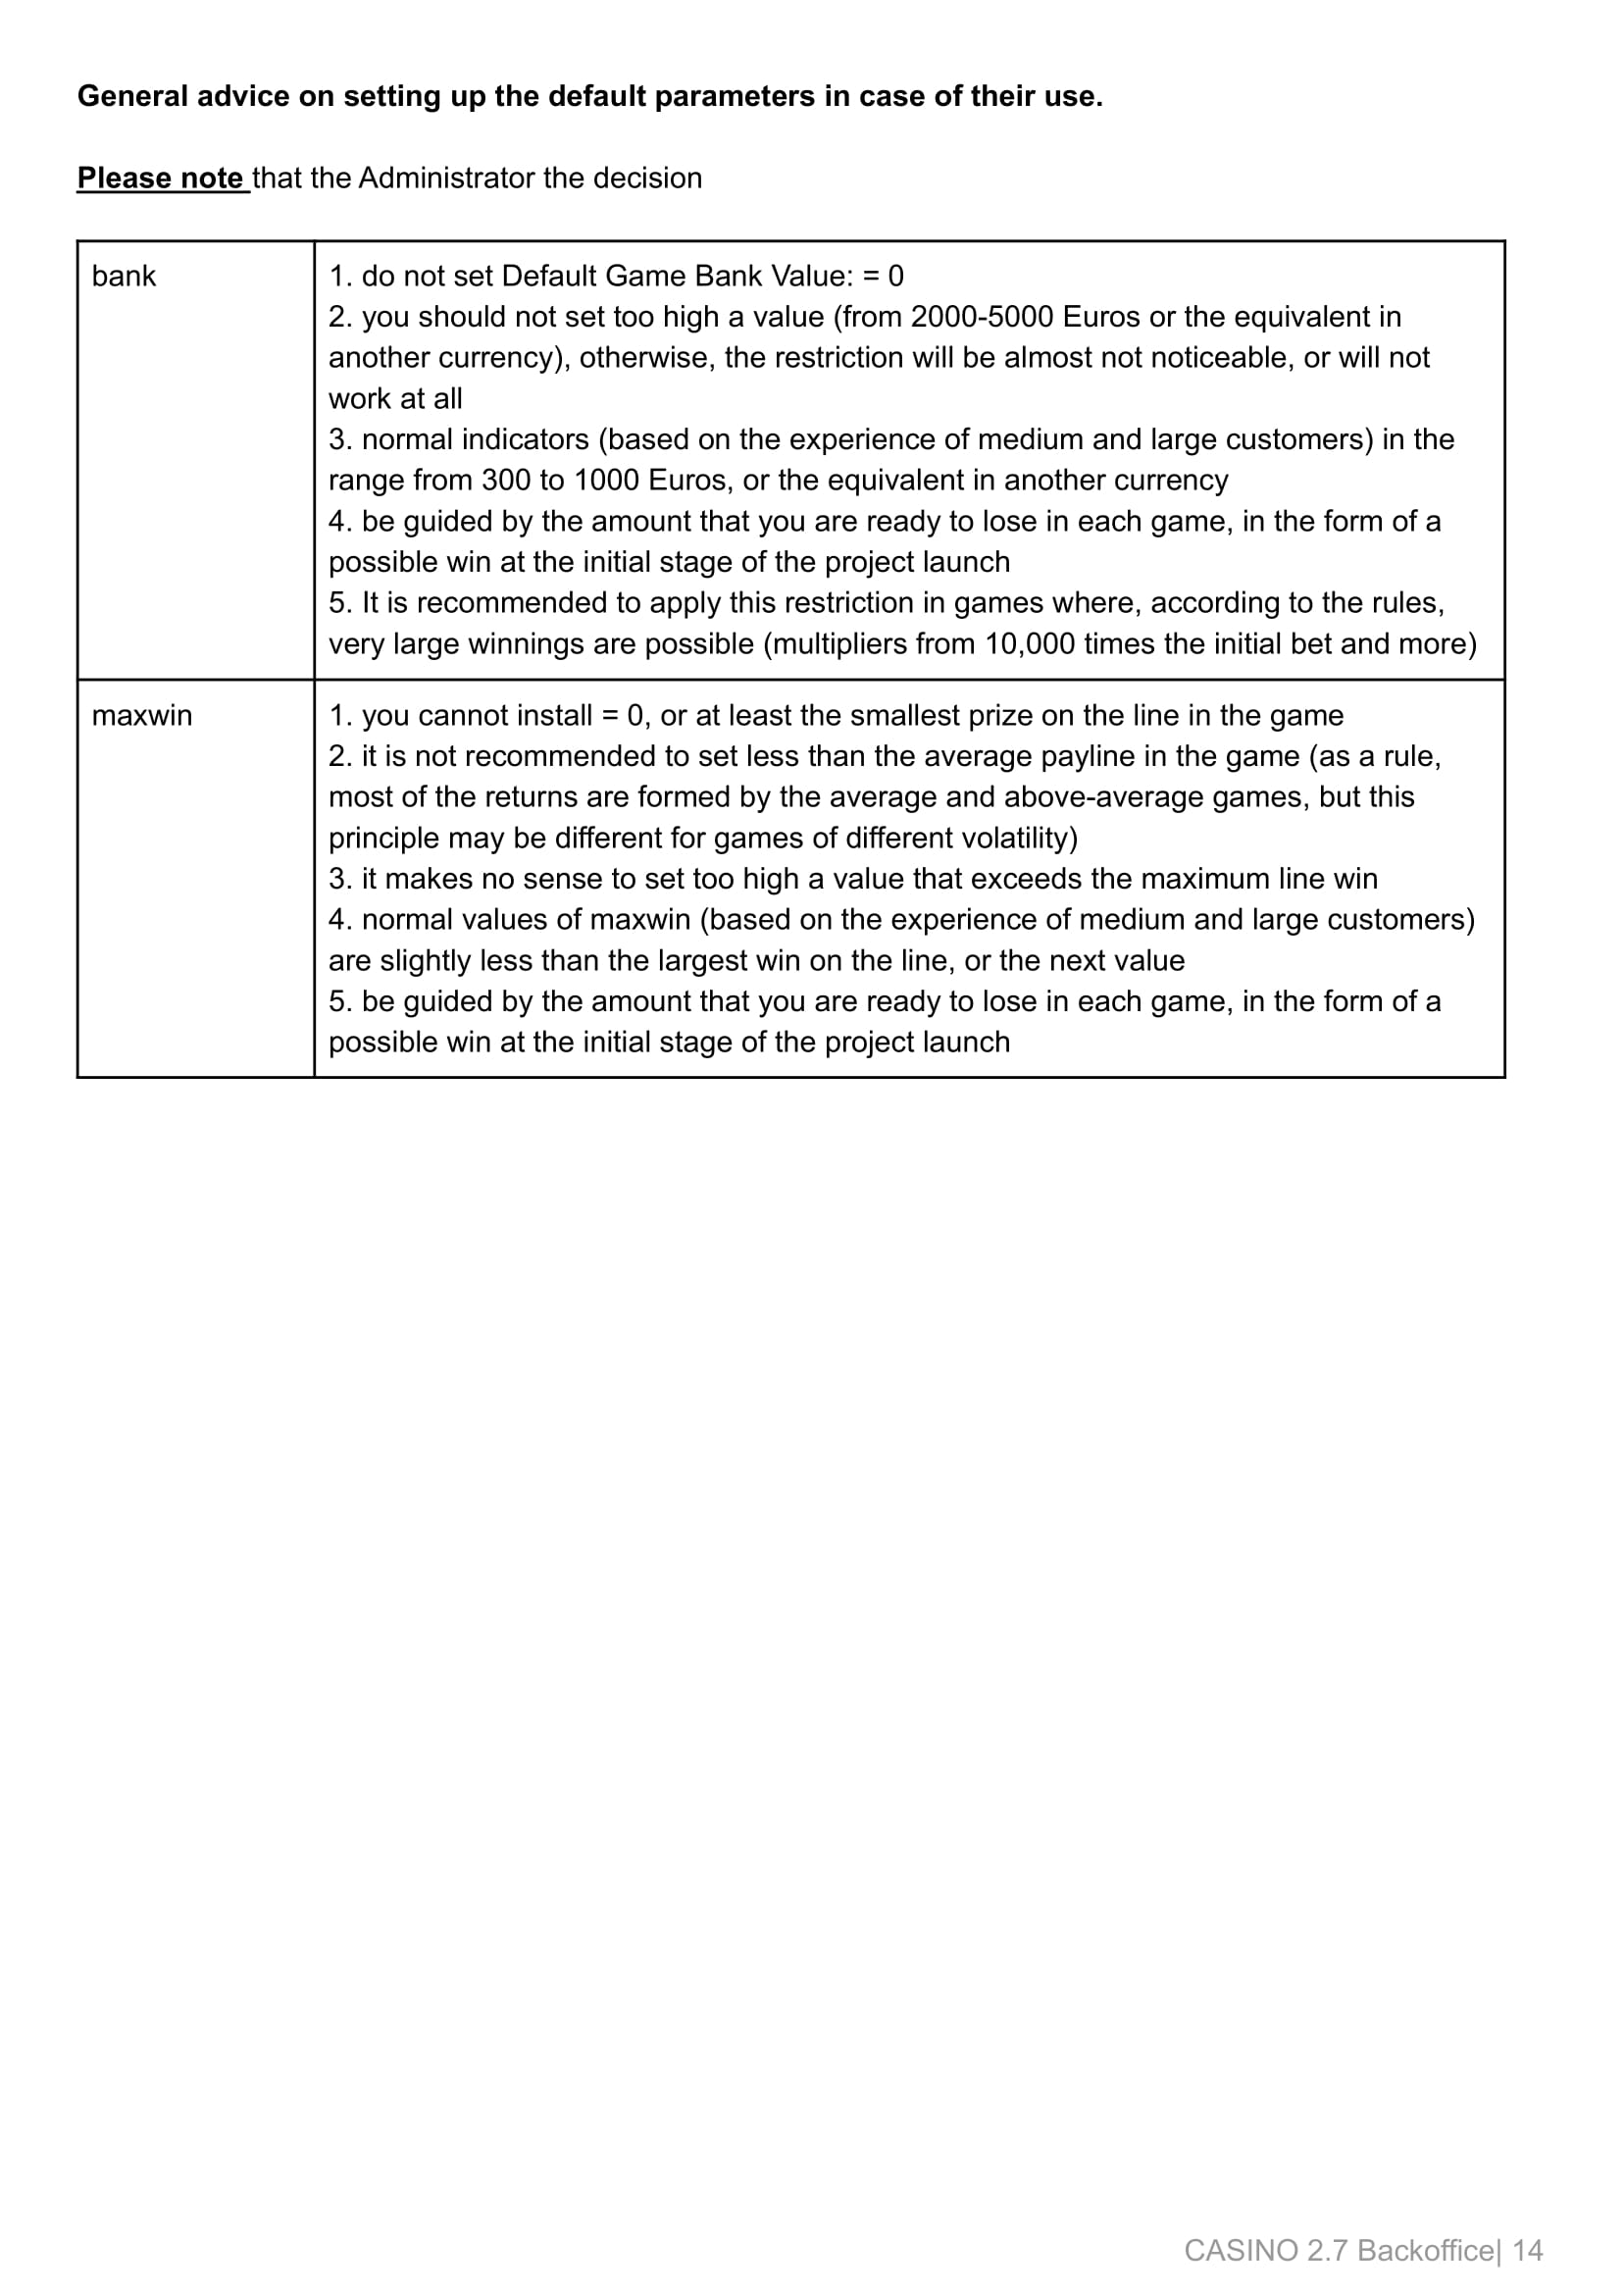 General advice on setting up the default parameters in case of their use.
Please note that the Administrator the decision
bank
1. do not set Default Game Bank Value: = 0
2. you should not set too high a value (from 2000-5000 Euros or the equivalent in
another currency), otherwise, the restriction will be almost not noticeable, or will not
work at all
3. normal indicators (based on the experience of medium and large customers) in the
range from 300 to 1000 Euros, or the equivalent in another currency
4. be guided by the amount that you are ready to lose in each game, in the form of a
possible win at the initial stage of the project launch
5. It is recommended to apply this restriction in games where, according to the rules,
very large winnings are possible (multipliers from 10,000 times the initial bet and more)
maxwin
1. you cannot install = 0, or at least the smallest prize on the line in the game
2. it is not recommended to set less than the average payline in the game (as a rule,
most of the returns are formed by the average and above-average games, but this
principle may be different for games of different volatility)
3. it makes no sense to set too high a value that exceeds the maximum line win
4. normal values of maxwin (based on the experience of medium and large customers)
are slightly less than the largest win on the line, or the next value
5. be guided by the amount that you are ready to lose in each game, in the form of a
possible win at the initial stage of the project launch
CASINO 2.7 Backoffice| 14